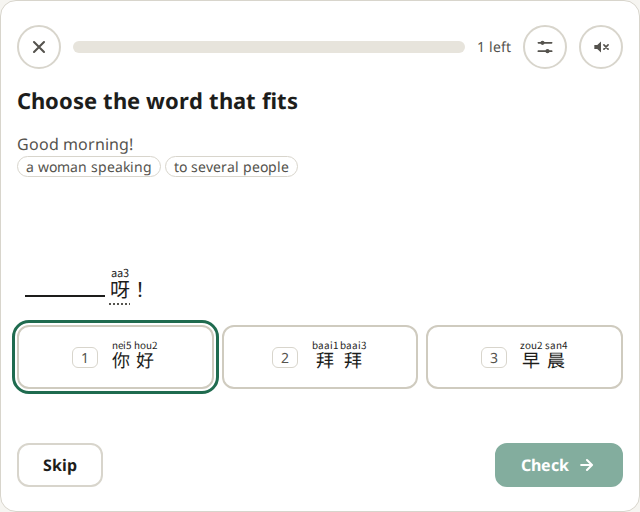 1 left
Choose the word that fits
Good morning!
a woman speaking to several people
aa3
呀！
1 nei5 hou2 你好
2 baai1 baai3 拜拜
3 zou2 san4 早晨
Skip
Check →